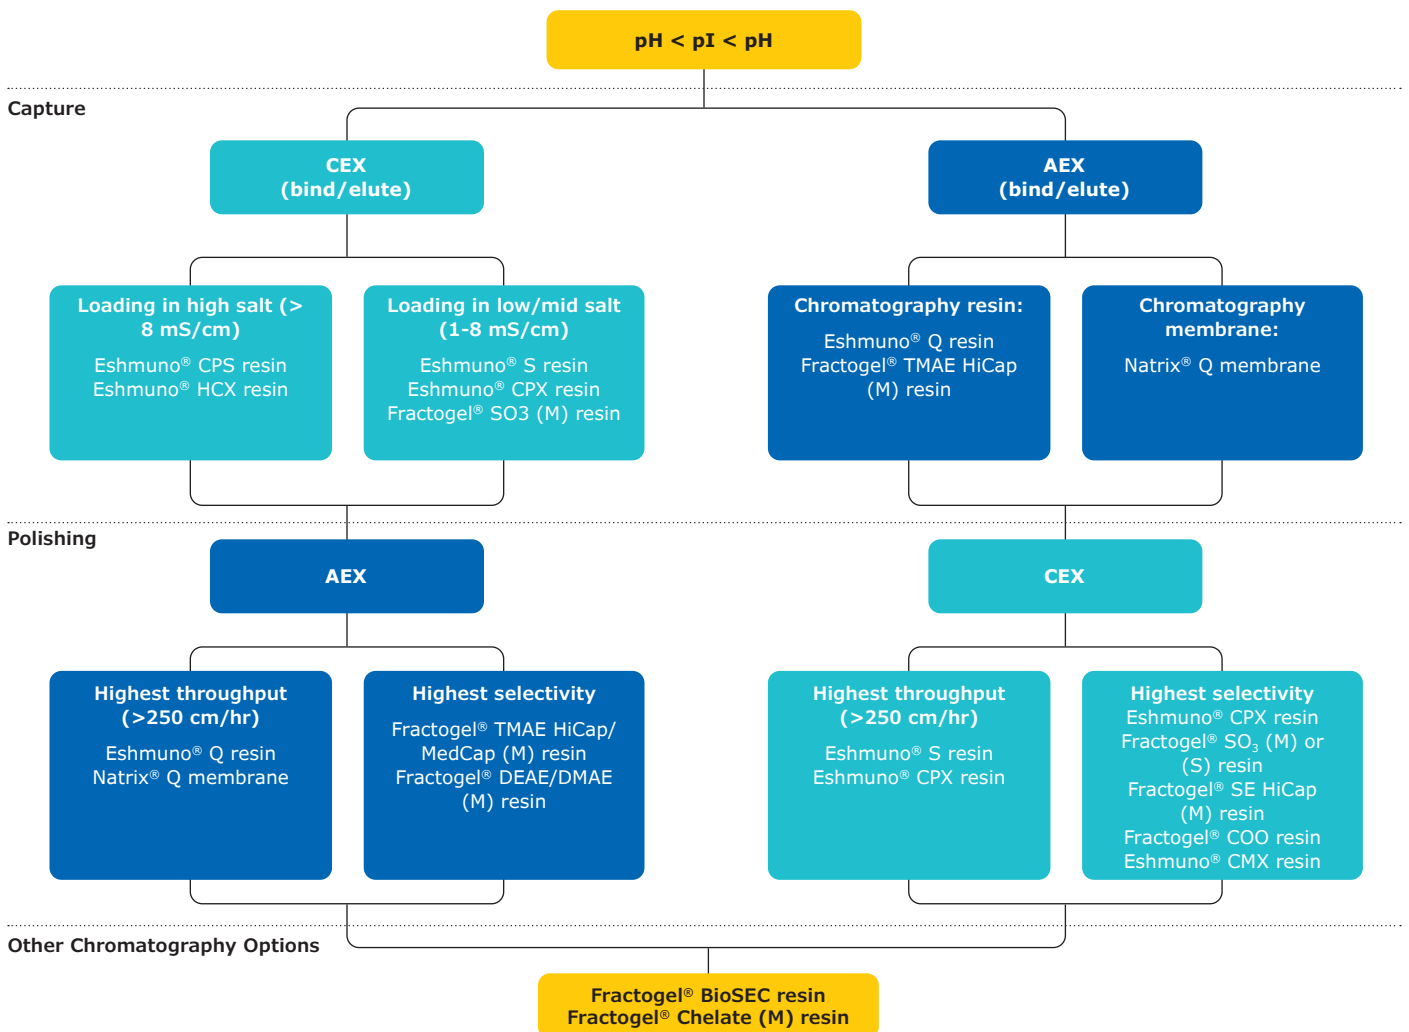 pH < pI < pH
Capture
CEX
(bind/elute)
AEX
(bind/elute)
Loading in high salt (>
8 mS/cm)
Eshmuno® CPS resin
Eshmuno® HCX resin
Loading in low/mid salt
(1-8 mS/cm)
Eshmuno® S resin
Eshmuno® CPX resin
Fractogel® SO3 (M) resin
Chromatography resin:
Eshmuno® Q resin
Fractogel® TMAE HiCap
(M) resin
Chromatography
membrane:
Natrix® Q membrane
Polishing
AEX
CEX
Highest throughput
(>250 cm/hr)
Eshmuno® Q resin
Natrix® Q membrane
Highest selectivity
Fractogel® TMAE HiCap/
MedCap (M) resin
Fractogel® DEAE/DMAE
(M) resin
Highest throughput
(>250 cm/hr)
Eshmuno® S resin
Eshmuno® CPX resin
Highest selectivity
Eshmuno® CPX resin
Fractogel® SO₃ (M) or
(S) resin
Fractogel® SE HiCap
(M) resin
Fractogel® COO resin
Eshmuno® CMX resin
Other Chromatography Options
Fractogel® BioSEC resin
Fractogel® Chelate (M) resin